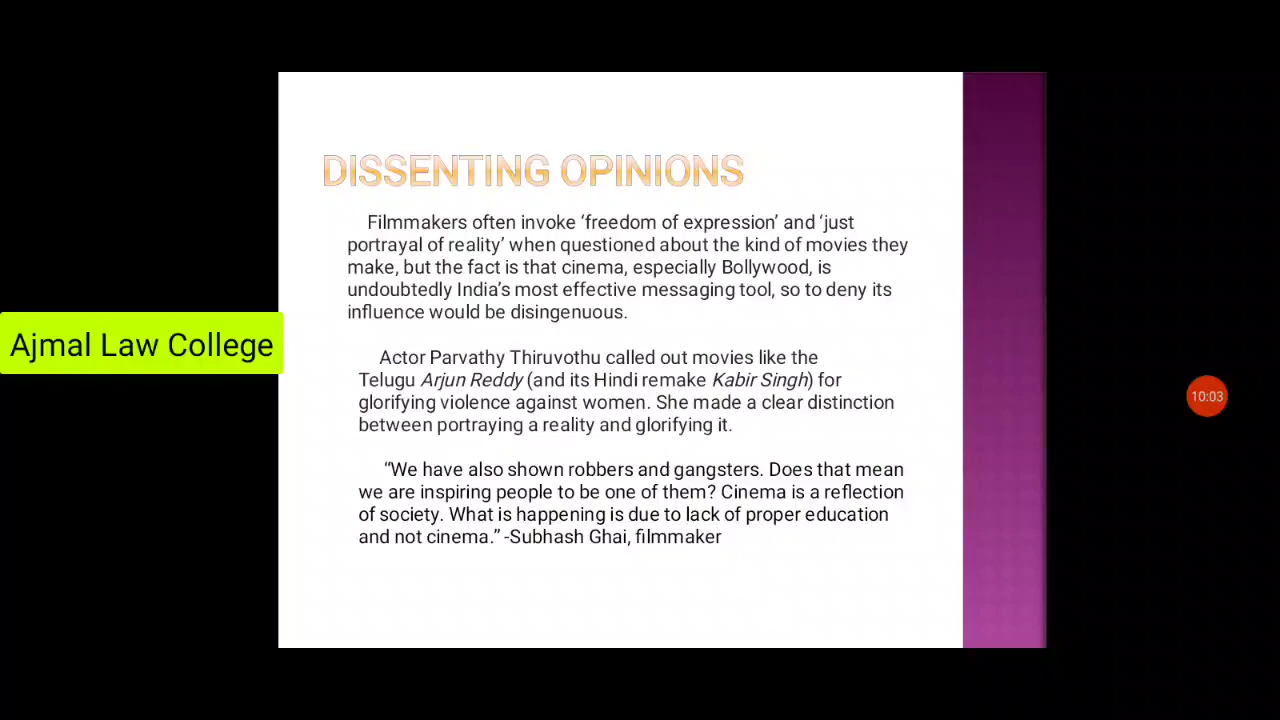 DISSENTING OPINIONS
Filmmakers often invoke ‘freedom of expression’ and ‘just
portrayal of reality’ when questioned about the kind of movies they
make, but the fact is that cinema, especially Bollywood, is
undoubtedly India’s most effective messaging tool, so to deny its
influence would be disingenuous.
Ajmal Law College
Actor Parvathy Thiruvothu called out movies like the
Telugu Arjun Reddy (and its Hindi remake Kabir Singh) for
glorifying violence against women. She made a clear distinction
between portraying a reality and glorifying it.
10:03
“We have also shown robbers and gangsters. Does that mean
we are inspiring people to be one of them? Cinema is a reflection
of society. What is happening is due to lack of proper education
and not cinema.” -Subhash Ghai, filmmaker